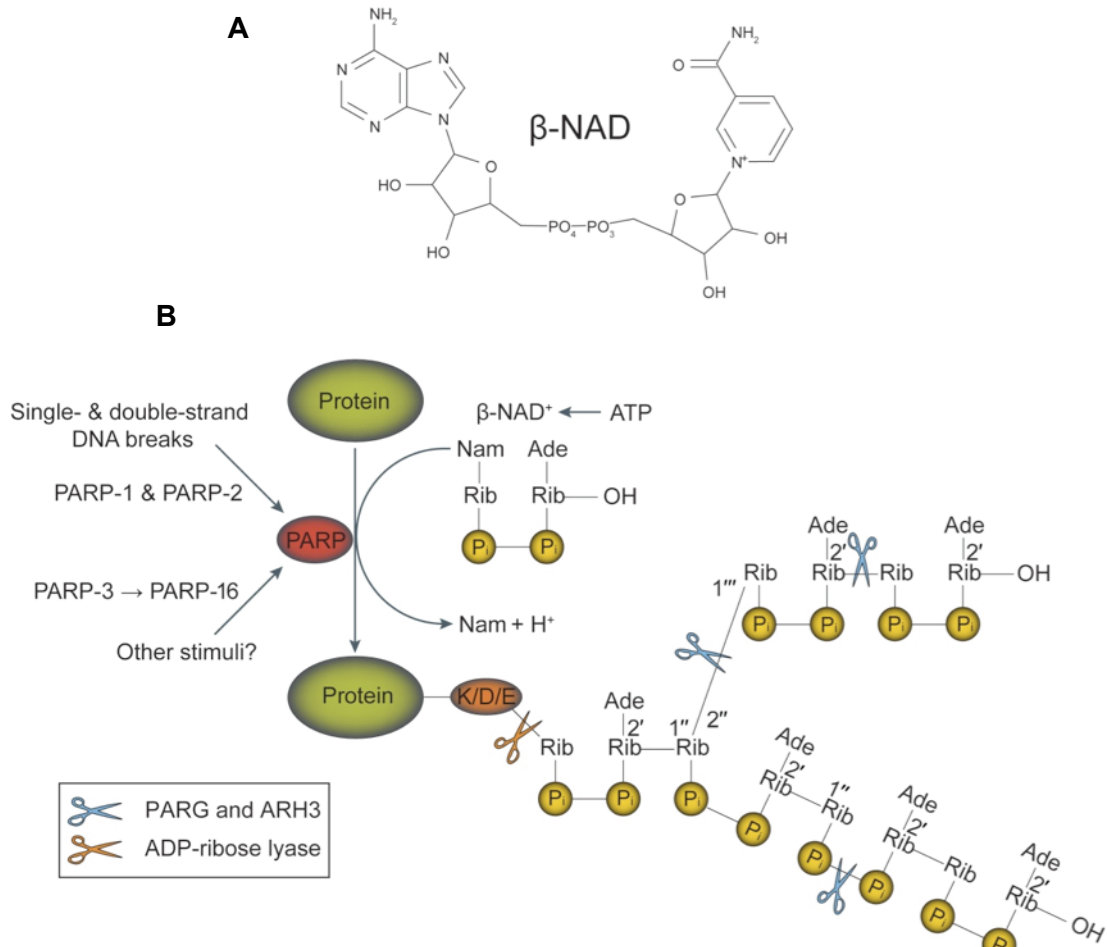 A
NH₂
N
N
N
N
HO
O
HO
β-NAD
PO₄
PO₃
O
NH₂
N⁺
O
OH
OH
B
Protein
Single- & double-strand
DNA breaks
PARP-1 & PARP-2
PARP
PARP-3 → PARP-16
Other stimuli?
β-NAD⁺ ← ATP
Nam Ade
Rib Rib OH
Pᵢ Pᵢ
Nam + H⁺
Protein
K/D/E
Ade Ade
2′ 2′
1‴ Rib Rib Rib Rib OH
Pᵢ Pᵢ Pᵢ Pᵢ
Ade
2′ 1″ 2″
Rib Rib Rib
Pᵢ Pᵢ Pᵢ
Ade
2′
Rib
Pᵢ
1″
Rib
Pᵢ
Ade
2′
Rib
Pᵢ
Rib
Pᵢ
Ade
2′
Rib
OH
P
PARG and ARH3
ADP-ribose lyase